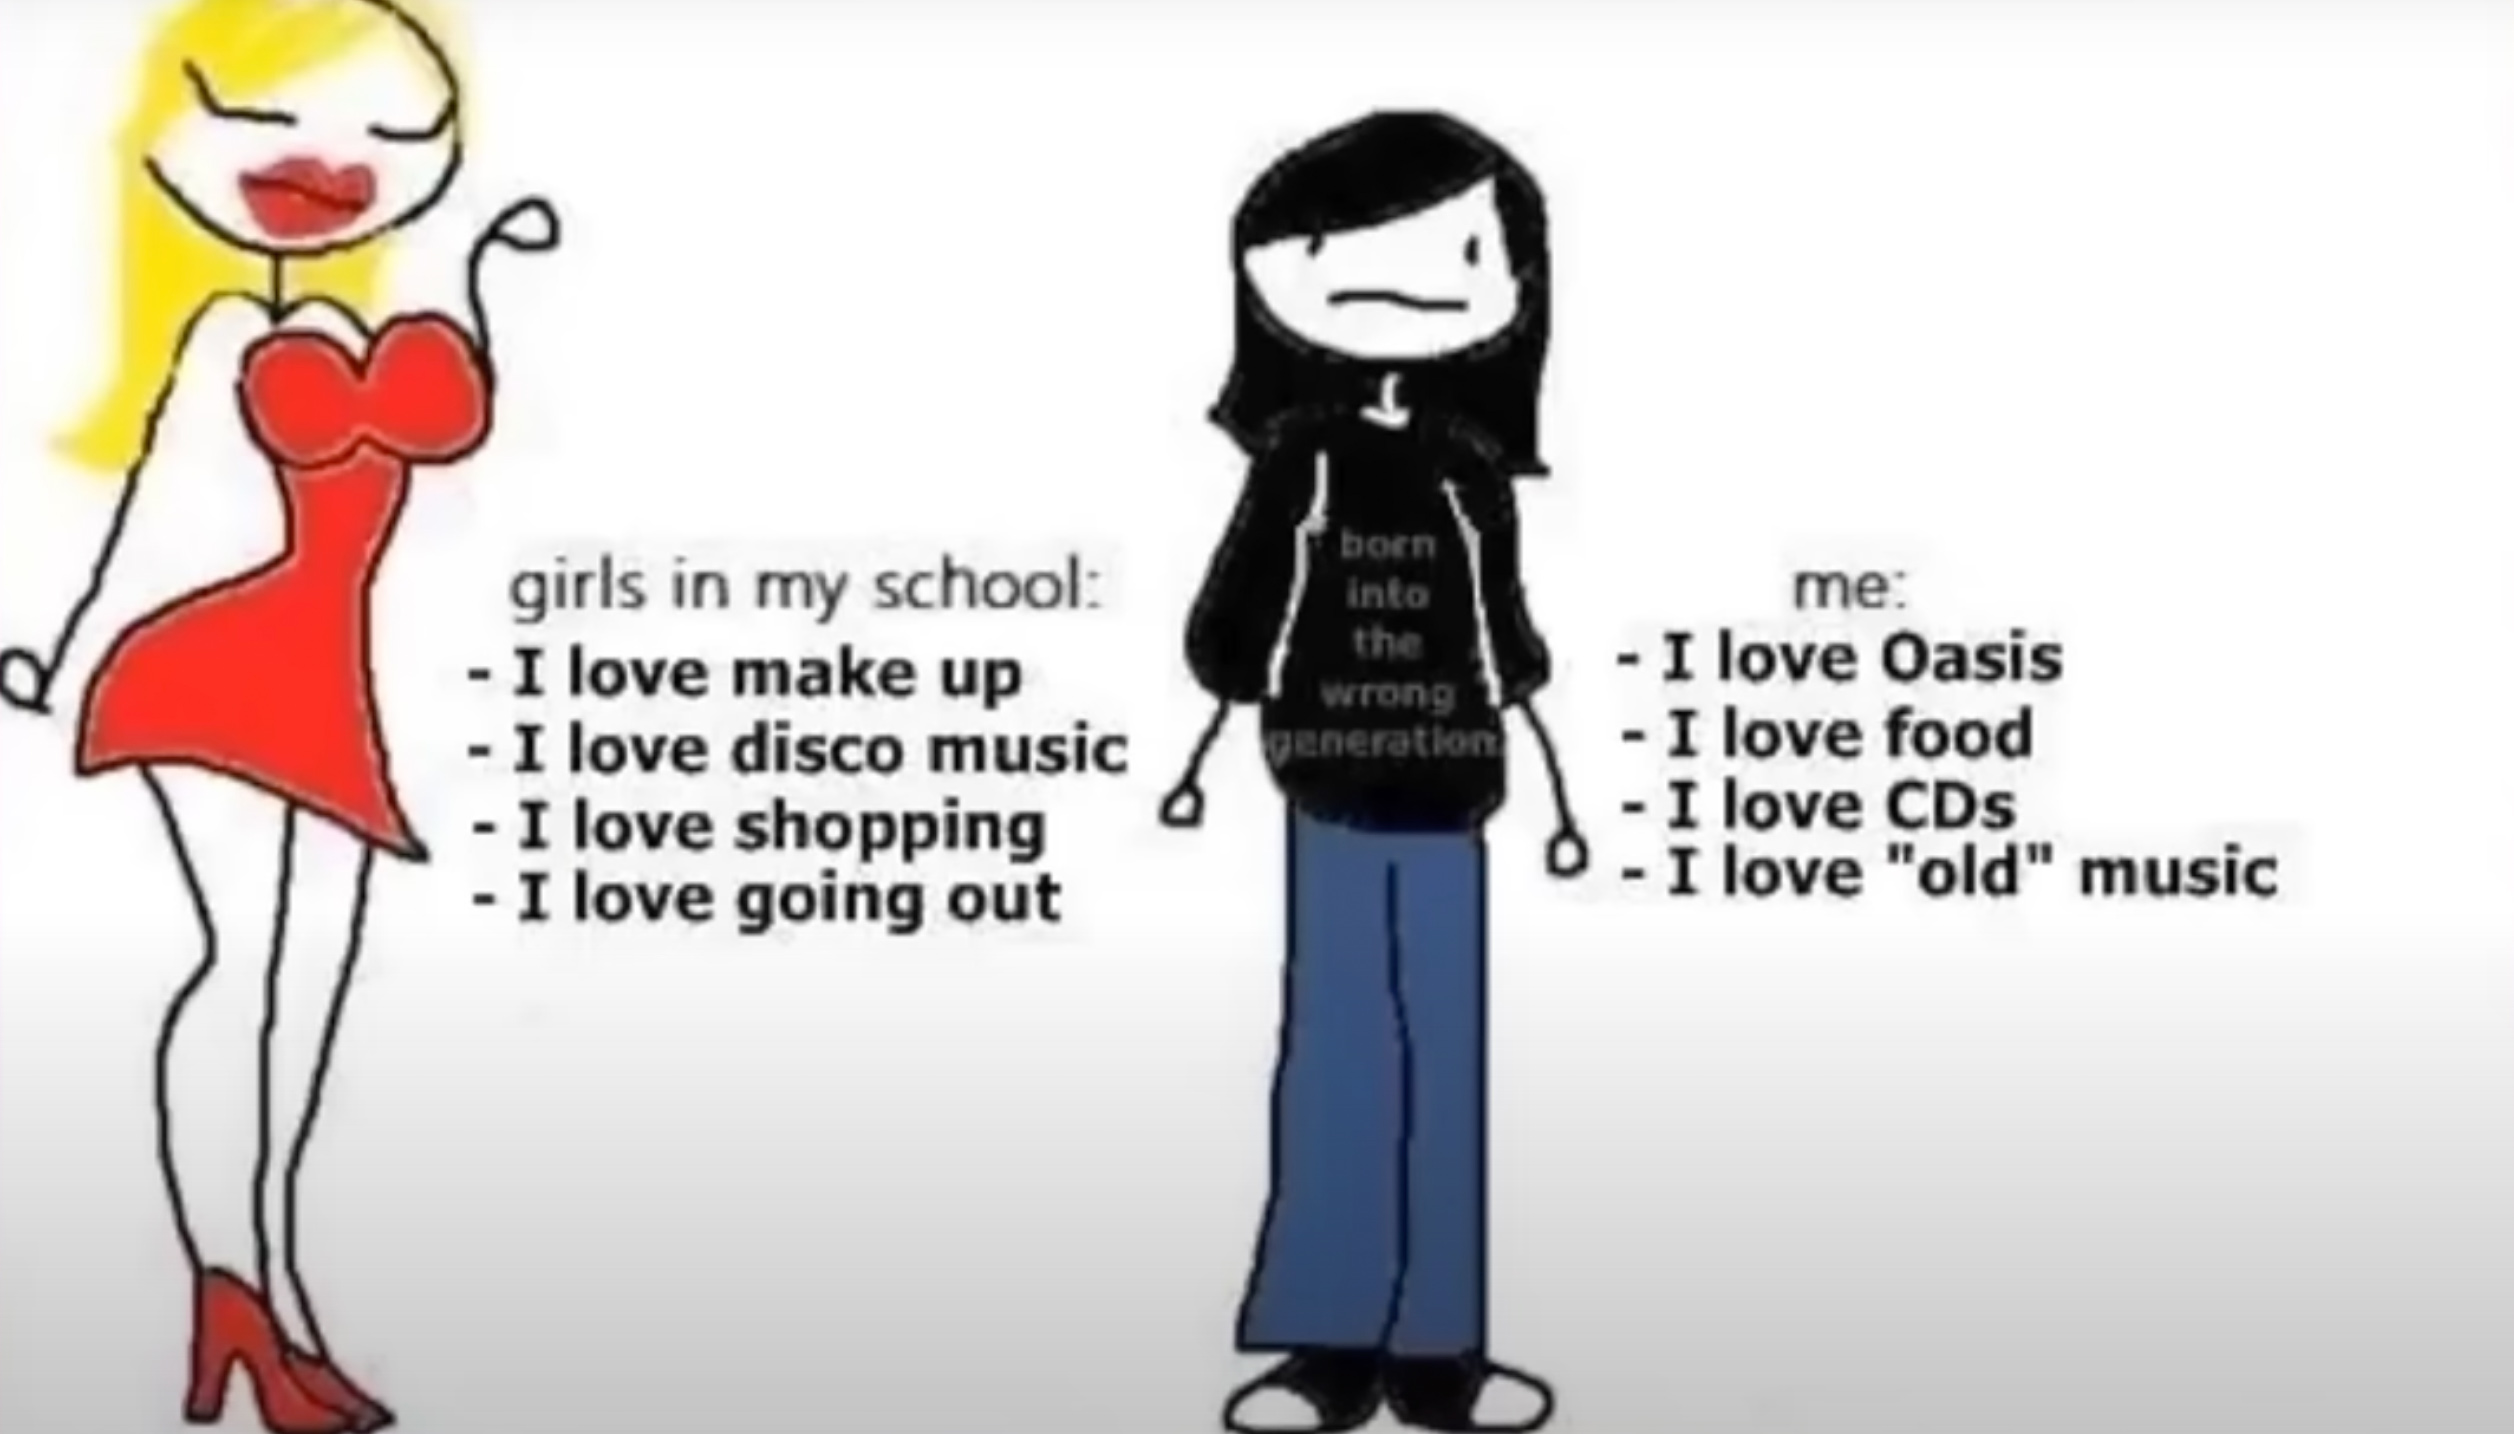 girls in my school:
- I love make up
- I love disco music
- I love shopping
- I love going out
born
into
the
wrong
generation
me:
- I love Oasis
- I love food
- I love CDs
- I love "old" music